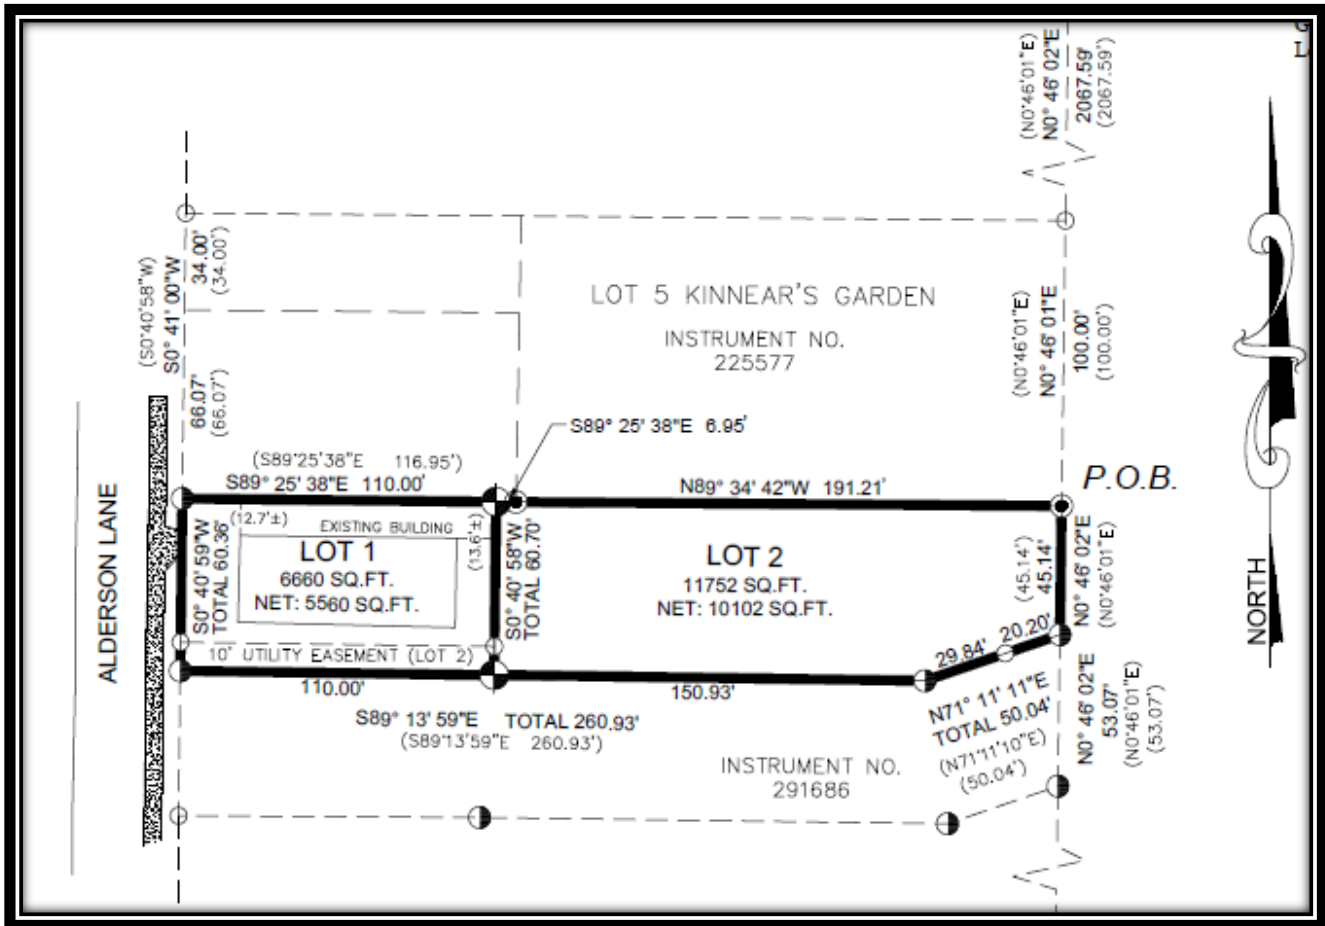 G
L
(N0°46'01"E)
N0° 46' 02"E
2067.59'
(2067.59')
(S0°40'58"W)
S0° 41' 00"W
34.00'
(34.00')
66.07'
(66.07')
LOT 5 KINNEAR'S GARDEN
INSTRUMENT NO.
225577
(N0°46'01"E)
N0° 46' 01"E
100.00'
(100.00')
S89° 25' 38"E 6.95'
(S89°25'38"E 116.95')
S89° 25' 38"E 110.00'
N89° 34' 42"W 191.21'
P.O.B.
ALDERSON LANE
(12.7'±)
EXISTING BUILDING
(13.6'±)
S0° 40' 59"W
TOTAL 60.36'
LOT 1
6660 SQ.FT.
NET: 5560 SQ.FT.
S0° 40' 58"W
TOTAL 60.70'
LOT 2
11752 SQ.FT.
NET: 10102 SQ.FT.
(45.14')
45.14'
N0° 46' 02"E
(N0°46'01"E)
NORTH
10' UTILITY EASEMENT (LOT 2)
110.00'
150.93'
29.84'
20.20'
S89° 13' 59"E TOTAL 260.93'
(S89°13'59"E 260.93')
N71° 11' 11"E
TOTAL 50.04'
(N71°11'10"E)
(50.04')
N0° 46' 02"E
53.07'
(N0°46'01"E)
(53.07')
INSTRUMENT NO.
291686